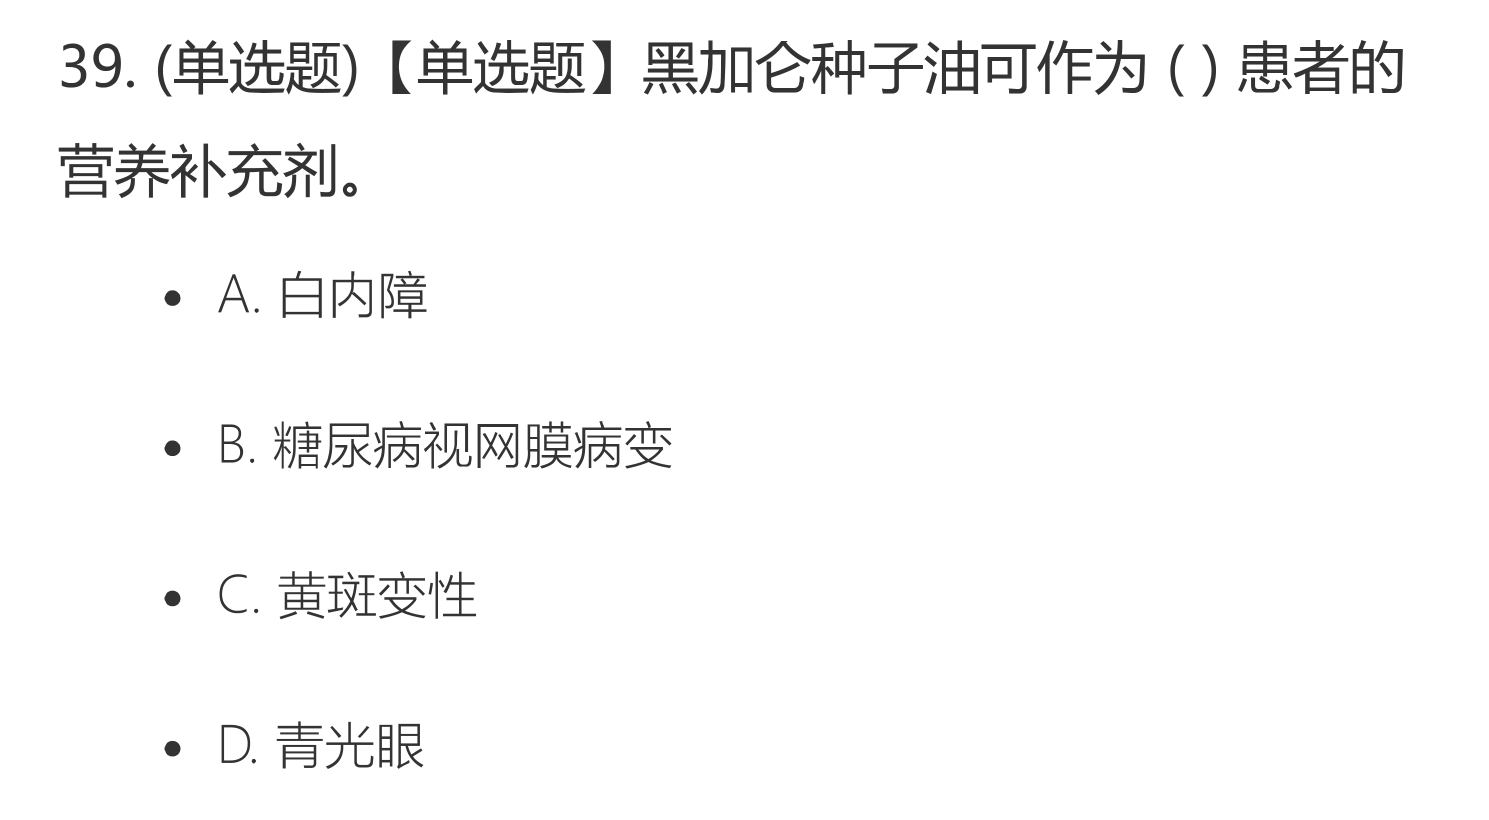 39. (单选题)【单选题】黑加仑种子油可作为 ( ) 患者的
营养补充剂。
A. 白内障
B. 糖尿病视网膜病变
C. 黄斑变性
D. 青光眼